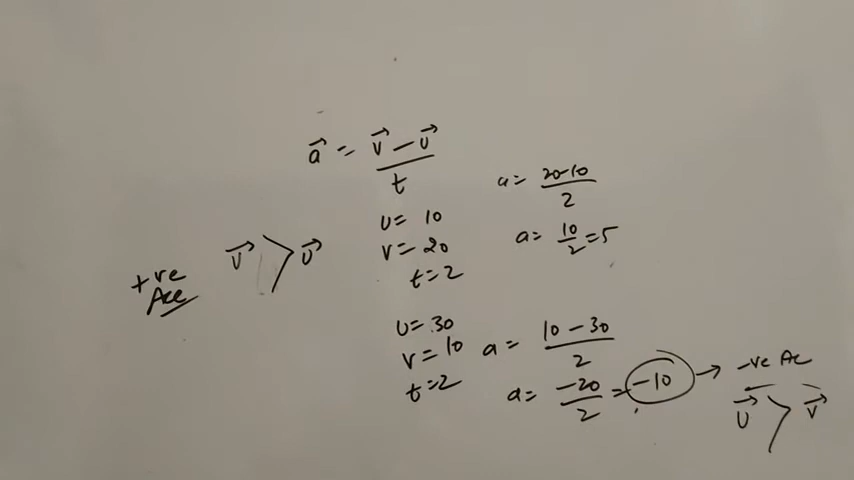 a⃗ = v⃗ - u⃗ / t
u = 10
v = 20
t = 2
a = 20-10 / 2
a = 10/2 = 5
+ve Acc
v⃗ > u⃗
u = 30
v = 10
t = 2
a = 10 - 30 / 2
a = -20 / 2 = -10 → -ve Ac
u⃗ > v⃗